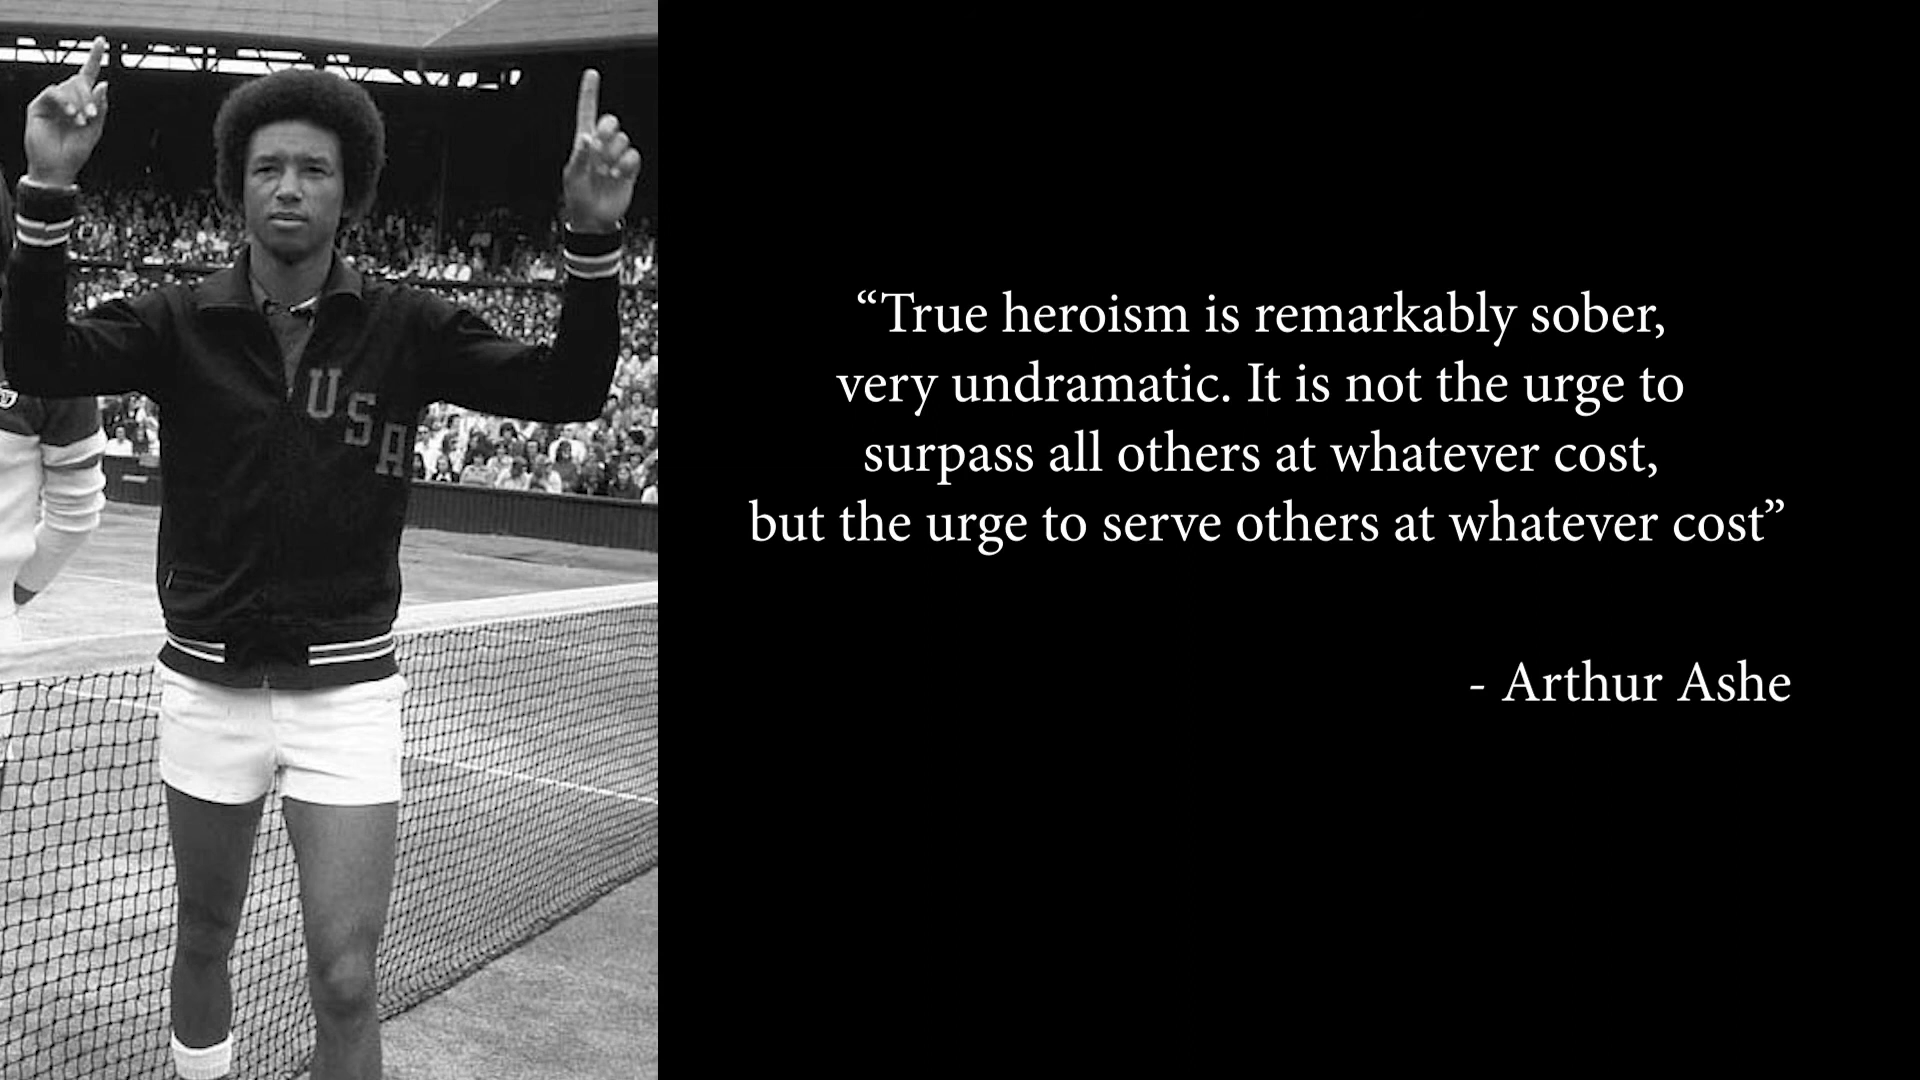 USA
“True heroism is remarkably sober,
very undramatic. It is not the urge to
surpass all others at whatever cost,
but the urge to serve others at whatever cost”
- Arthur Ashe